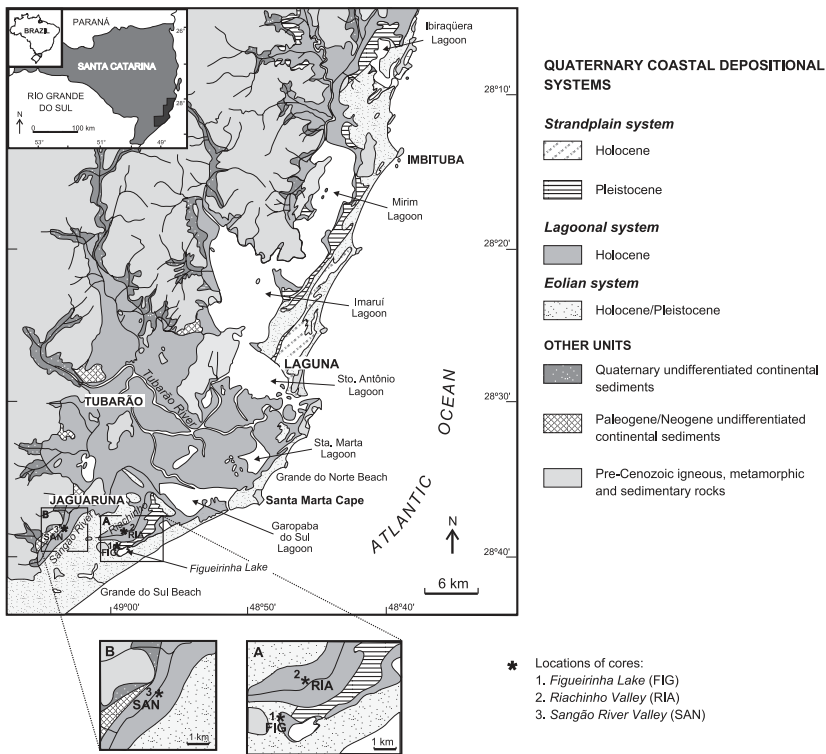 PARANÁ
BRAZIL
SANTA CATARINA
RÍO GRANDE
DO SUL
N
0 100 km
26°
28°
53°
51°
49°
Ibiraqüera
Lagoon
28°10'
IMBITUBA
Mirim
Lagoon
28°20'
Imaruí
Lagoon
LAGUNA
Sto. Antônio
Lagoon
28°30'
TUBARÃO
Tubarão River
Sta. Marta
Lagoon
Grande do Norte Beach
Santa Marta Cape
ATLANTIC
OCEAN
JAGUARUNA
Garopaba
do Sul
Lagoon
B
3
SAN
Sangão River
A
Riachinho
2
RIA
1
FIG
Figueirinha Lake
N
28°40'
6 km
Grande do Sul Beach
49°00'
48°50'
48°40'
B
3
SAN
1 km
A
2
RIA
1
FIG
1 km
QUATERNARY COASTAL DEPOSITIONAL
SYSTEMS
Strandplain system
Holocene
Pleistocene
Lagoonal system
Holocene
Eolian system
Holocene/Pleistocene
OTHER UNITS
Quaternary undifferentiated continental
sediments
Paleogene/Neogene undifferentiated
continental sediments
Pre-Cenozoic igneous, metamorphic
and sedimentary rocks
* Locations of cores:
1. Figueirinha Lake (FIG)
2. Riachinho Valley (RIA)
3. Sangão River Valley (SAN)